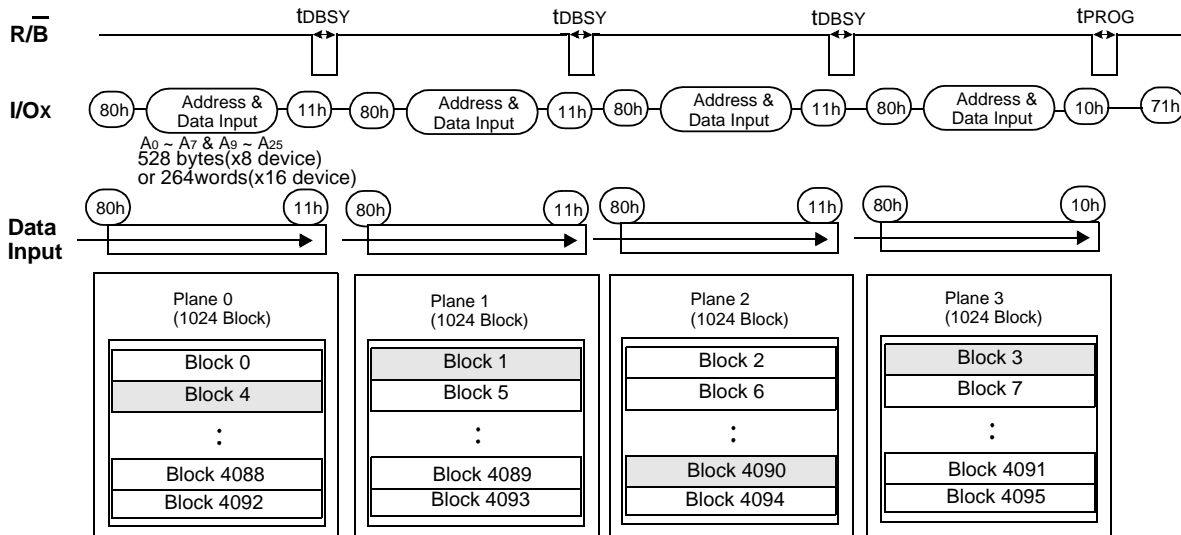 tDBSY tDBSY tDBSY tPROG
R/B
I/Ox 80h Address & Data Input 11h 80h Address & Data Input 11h 80h Address & Data Input 11h 80h Address & Data Input 10h 71h
A0 ~ A7 & A9 ~ A25
528 bytes(x8 device)
or 264words(x16 device)
80h 11h 80h 11h 80h 11h 80h 10h
Data
Input
Plane 0
(1024 Block)
Block 0
Block 4
:
Block 4088
Block 4092
Plane 1
(1024 Block)
Block 1
Block 5
:
Block 4089
Block 4093
Plane 2
(1024 Block)
Block 2
Block 6
:
Block 4090
Block 4094
Plane 3
(1024 Block)
Block 3
Block 7
:
Block 4091
Block 4095